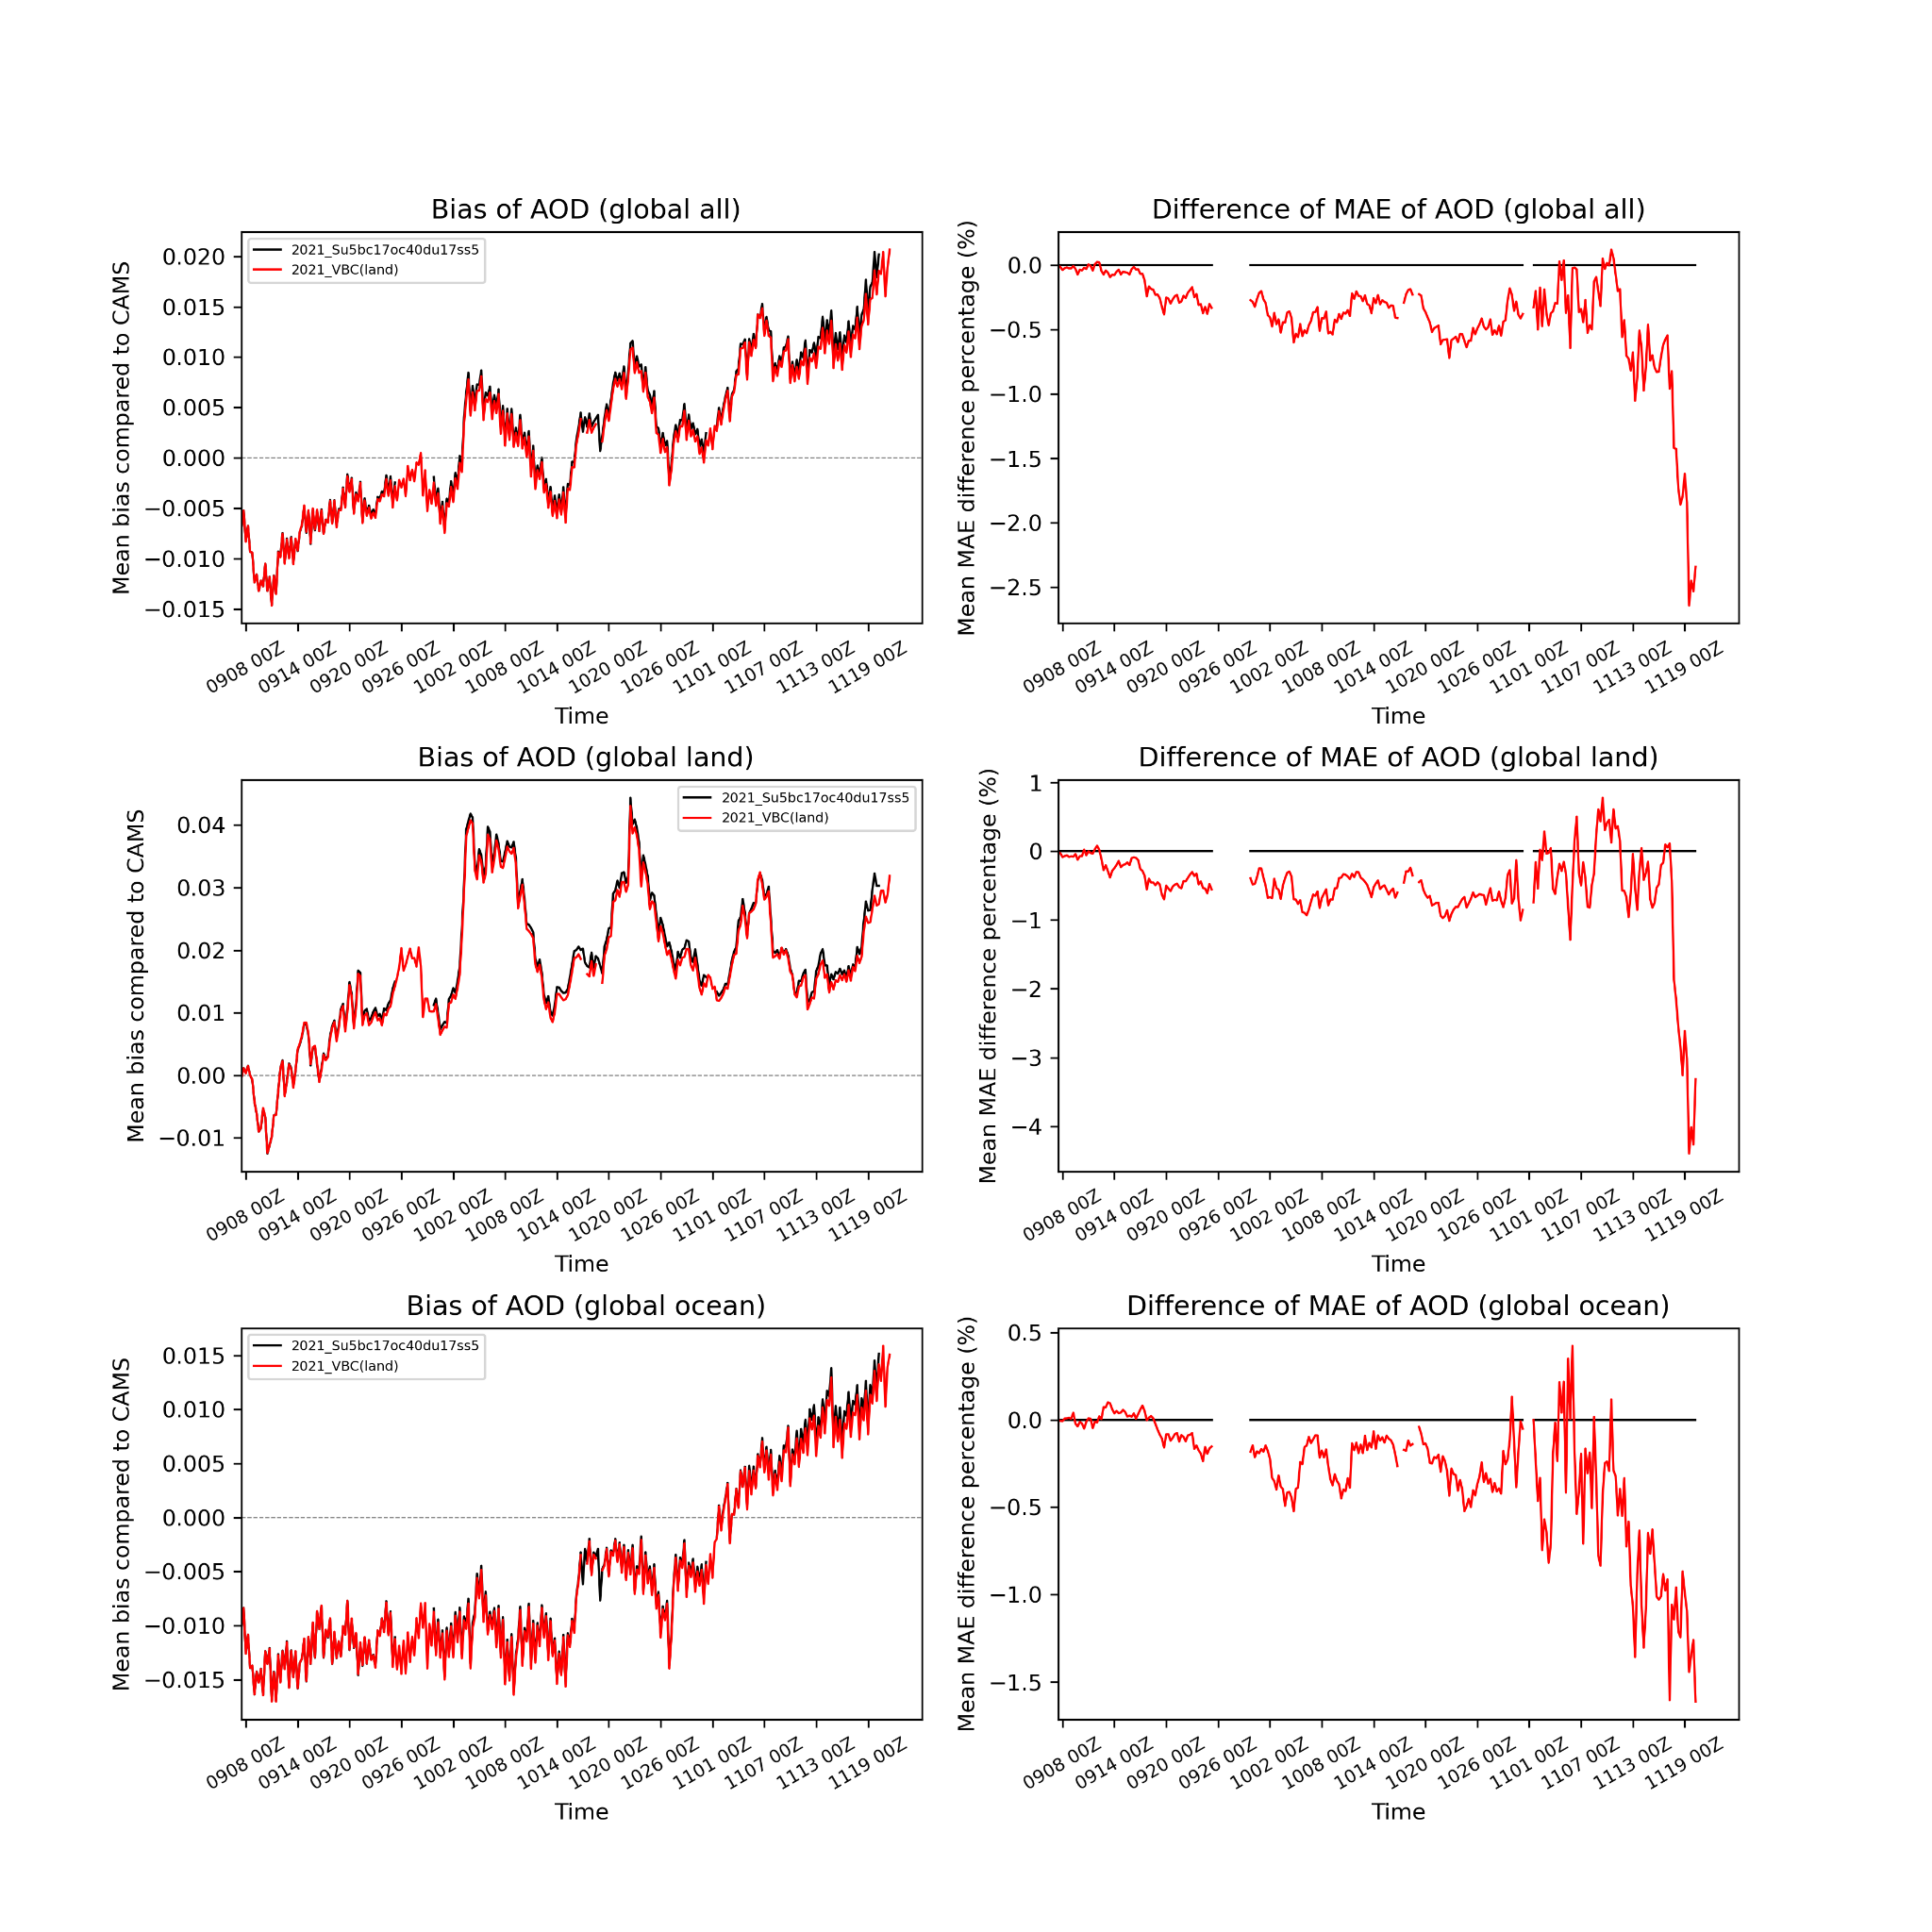 Bias of AOD (global all)
Mean bias compared to CAMS
0.020
0.015
0.010
0.005
0.000
−0.005
−0.010
−0.015
2021_Su5bc17oc40du17ss5
2021_VBC(land)
0908 00Z 0914 00Z 0920 00Z 0926 00Z 1002 00Z 1008 00Z 1014 00Z 1020 00Z 1026 00Z 1101 00Z 1107 00Z 1113 00Z 1119 00Z
Time
Difference of MAE of AOD (global all)
Mean MAE difference percentage (%)
0.0
−0.5
−1.0
−1.5
−2.0
−2.5
0908 00Z 0914 00Z 0920 00Z 0926 00Z 1002 00Z 1008 00Z 1014 00Z 1020 00Z 1026 00Z 1101 00Z 1107 00Z 1113 00Z 1119 00Z
Time
Bias of AOD (global land)
Mean bias compared to CAMS
0.04
0.03
0.02
0.01
0.00
−0.01
2021_Su5bc17oc40du17ss5
2021_VBC(land)
0908 00Z 0914 00Z 0920 00Z 0926 00Z 1002 00Z 1008 00Z 1014 00Z 1020 00Z 1026 00Z 1101 00Z 1107 00Z 1113 00Z 1119 00Z
Time
Difference of MAE of AOD (global land)
Mean MAE difference percentage (%)
1
0
−1
−2
−3
−4
0908 00Z 0914 00Z 0920 00Z 0926 00Z 1002 00Z 1008 00Z 1014 00Z 1020 00Z 1026 00Z 1101 00Z 1107 00Z 1113 00Z 1119 00Z
Time
Bias of AOD (global ocean)
Mean bias compared to CAMS
0.015
0.010
0.005
0.000
−0.005
−0.010
−0.015
2021_Su5bc17oc40du17ss5
2021_VBC(land)
0908 00Z 0914 00Z 0920 00Z 0926 00Z 1002 00Z 1008 00Z 1014 00Z 1020 00Z 1026 00Z 1101 00Z 1107 00Z 1113 00Z 1119 00Z
Time
Difference of MAE of AOD (global ocean)
Mean MAE difference percentage (%)
0.5
0.0
−0.5
−1.0
−1.5
0908 00Z 0914 00Z 0920 00Z 0926 00Z 1002 00Z 1008 00Z 1014 00Z 1020 00Z 1026 00Z 1101 00Z 1107 00Z 1113 00Z 1119 00Z
Time